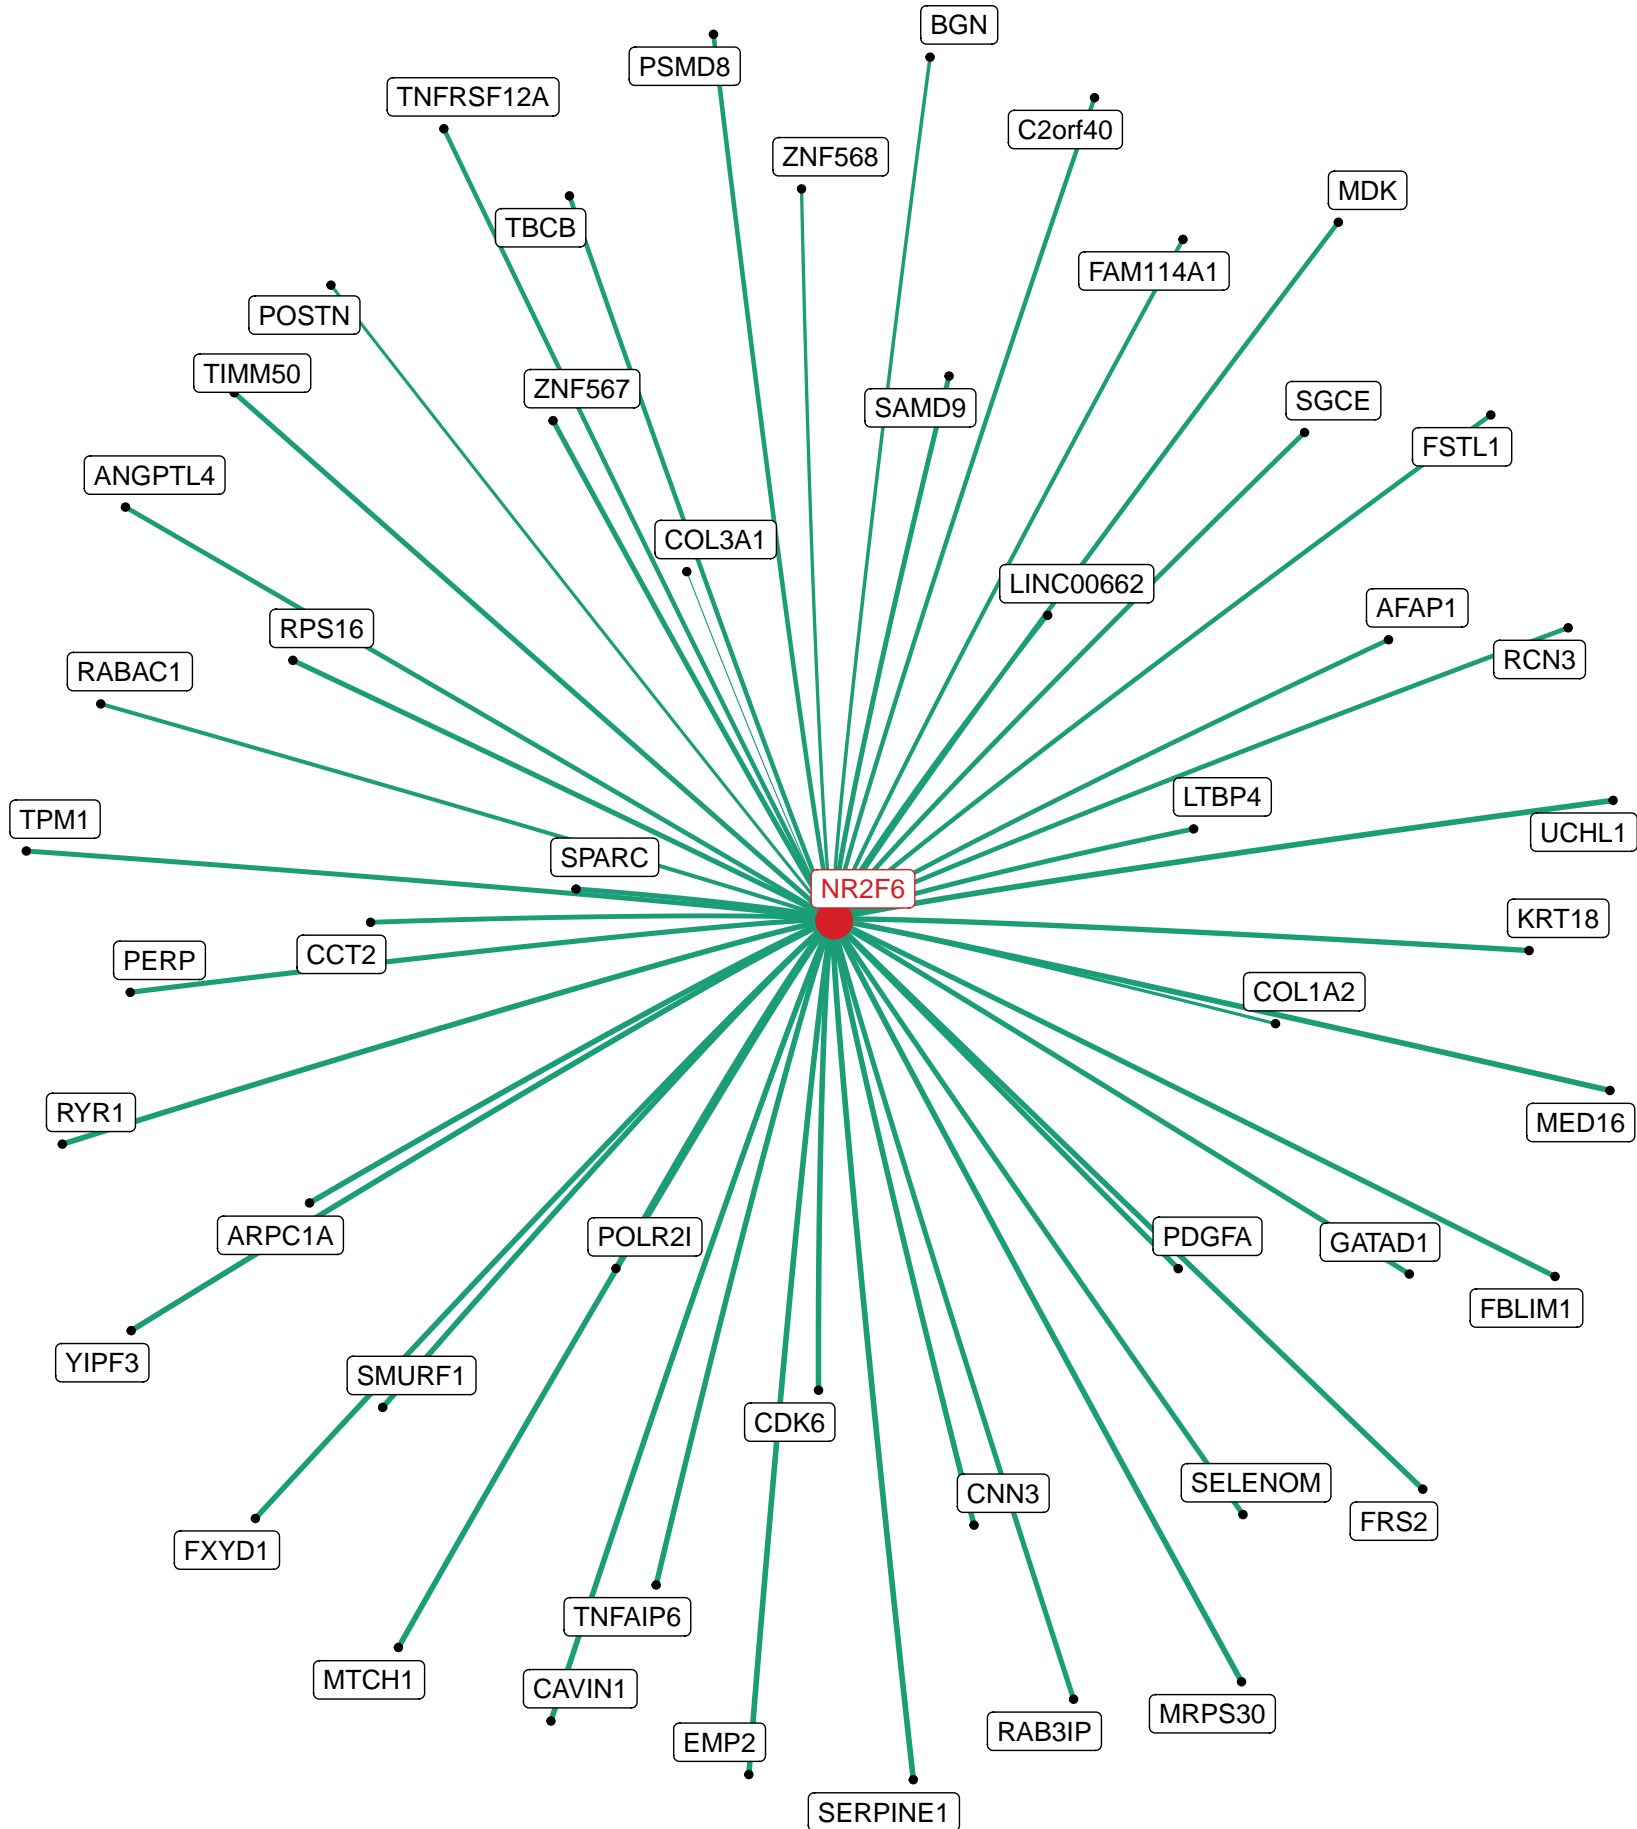 BGN
PSMD8
TNFRSF12A
C2orf40
ZNF568
MDK
TBCB
FAM114A1
POSTN
TIMM50
ZNF567
SGCE
SAMD9
FSTL1
ANGPTL4
COL3A1
LINC00662
AFAP1
RPS16
RCN3
RABAC1
LTBP4
TPM1
UCHL1
SPARC
NR2F6
KRT18
CCT2
PERP
COL1A2
RYR1
MED16
ARPC1A
POLR2I
PDGFA
GATAD1
FBLIM1
YIPF3
SMURF1
CDK6
SELENOM
CNN3
FRS2
FXYD1
TNFAIP6
MTCH1
CAVIN1
MRPS30
RAB3IP
EMP2
SERPINE1